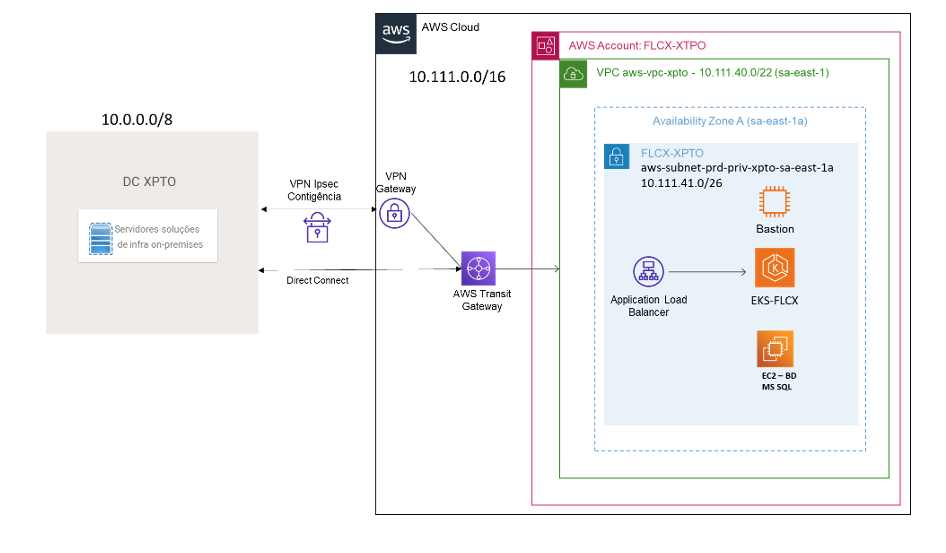 aws
AWS Cloud
10.111.0.0/16
AWS Account: FLCX-XTPO
VPC aws-vpc-xpto - 10.111.40.0/22 (sa-east-1)
Availability Zone A (sa-east-1a)
FLCX-XPTO
aws-subnet-prd-priv-xpto-sa-east-1a
10.111.41.0/26
Bastion
Application Load
Balancer
K
EKS-FLCX
EC2 – BD
MS SQL
10.0.0.0/8
DC XPTO
Servidores soluções
de infra on-premises
VPN Ipsec
Contigência
VPN
Gateway
Direct Connect
AWS Transit
Gateway